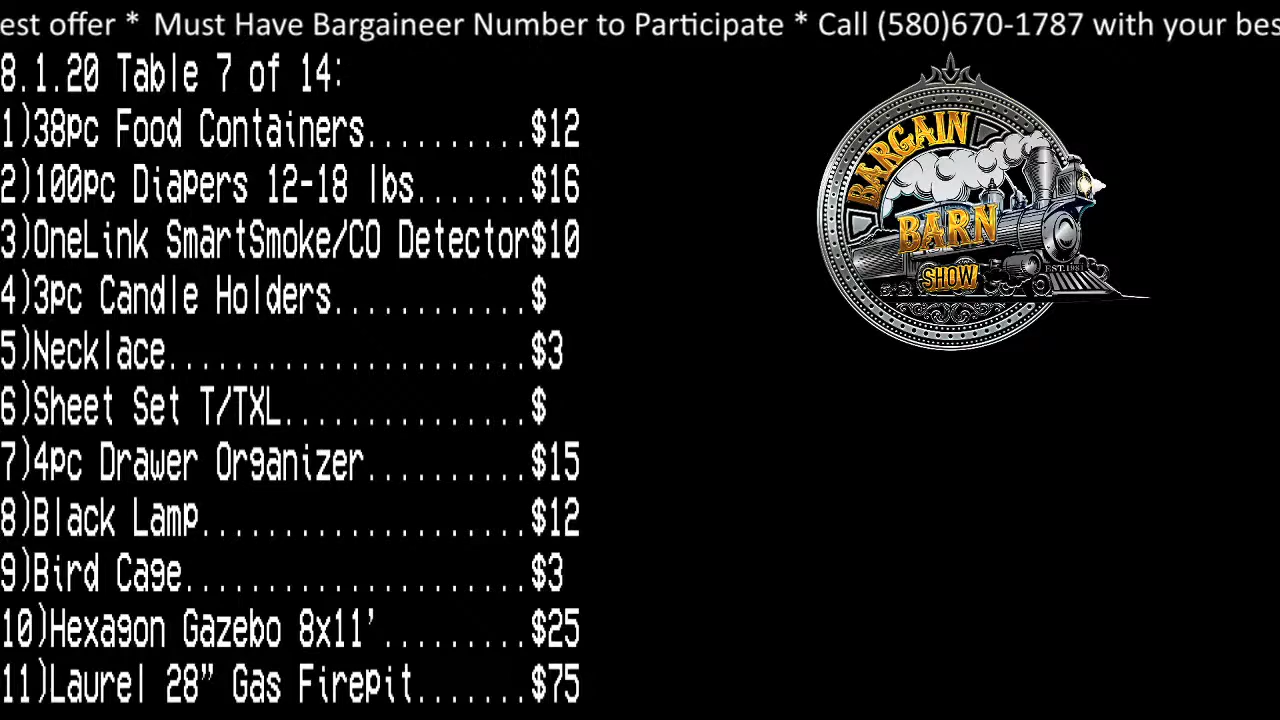 est offer * Must Have Bargaineer Number to Participate * Call (580)670-1787 with your bes
8.1.20 Table 7 of 14:
1)38pc Food Containers..........$12
2)100pc Diapers 12-18 lbs.......$16
3)OneLink SmartSmoke/CO Detector$10
4)3pc Candle Holders............$
5)Necklace......................$3
6)Sheet Set T/TXL...............$
7)4pc Drawer Organizer..........$15
8)Black Lamp....................$12
9)Bird Cage.....................$3
10)Hexagon Gazebo 8x11'.........$25
11)Laurel 28" Gas Firepit.......$75
BARGAIN
BARN
SHOW